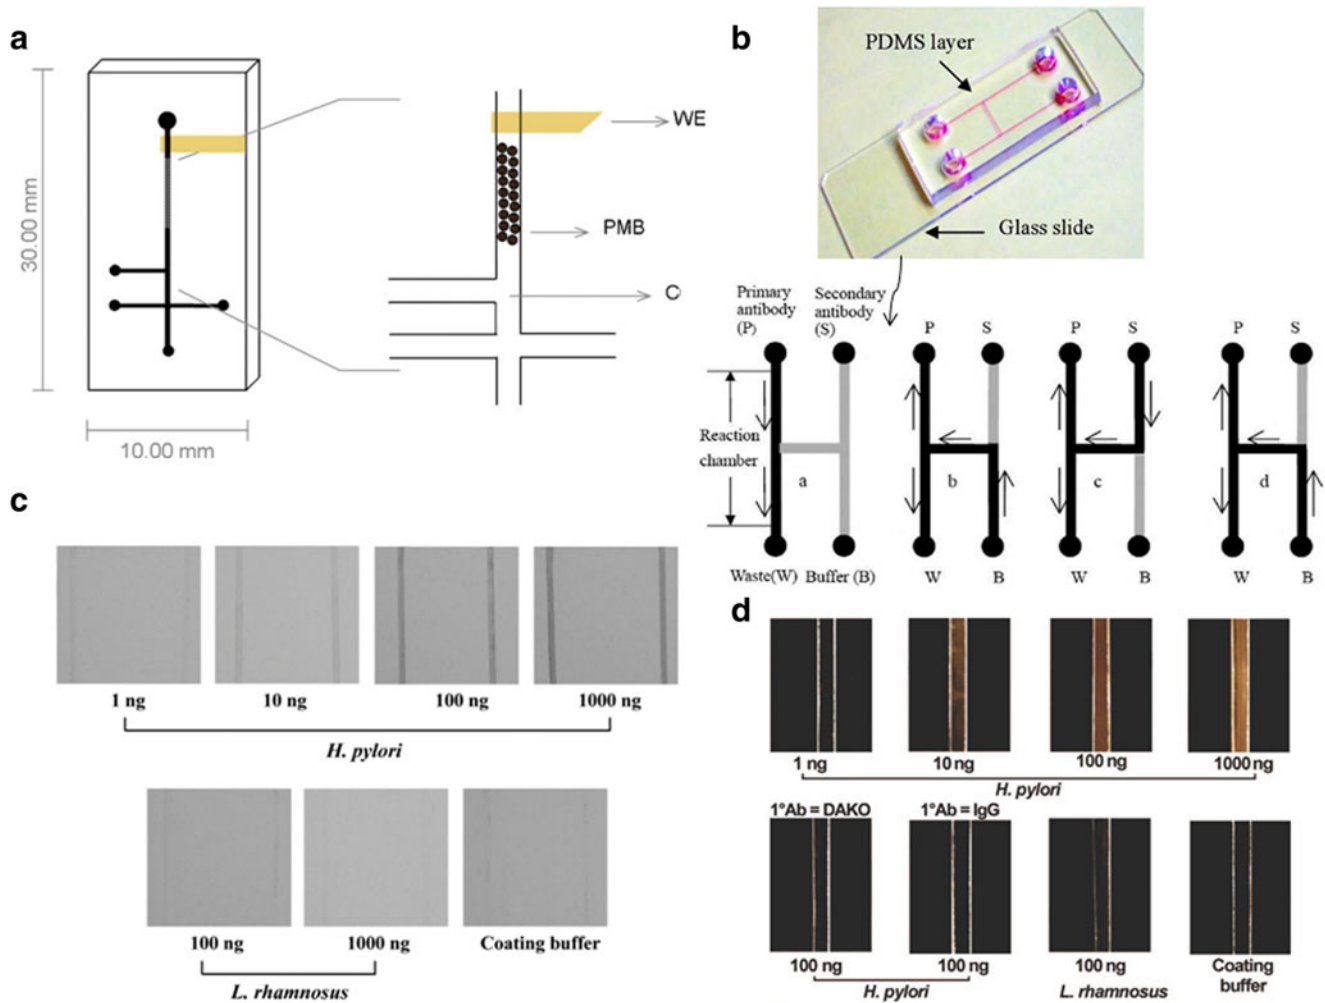 a
30.00 mm
10.00 mm
WE
PMB
C
b
PDMS layer
Glass slide
Primary
antibody
(P)
Secondary
antibody
(S)
Reaction
chamber
a
Waste(W) Buffer (B)
P S
b
W B
P S
c
W B
P S
d
W B
c
1 ng 10 ng 100 ng 1000 ng
H. pylori
100 ng 1000 ng Coating buffer
L. rhamnosus
d
1 ng 10 ng 100 ng 1000 ng
H. pylori
1°Ab = DAKO 1°Ab = IgG
100 ng 100 ng 100 ng Coating
buffer
H. pylori L. rhamnosus